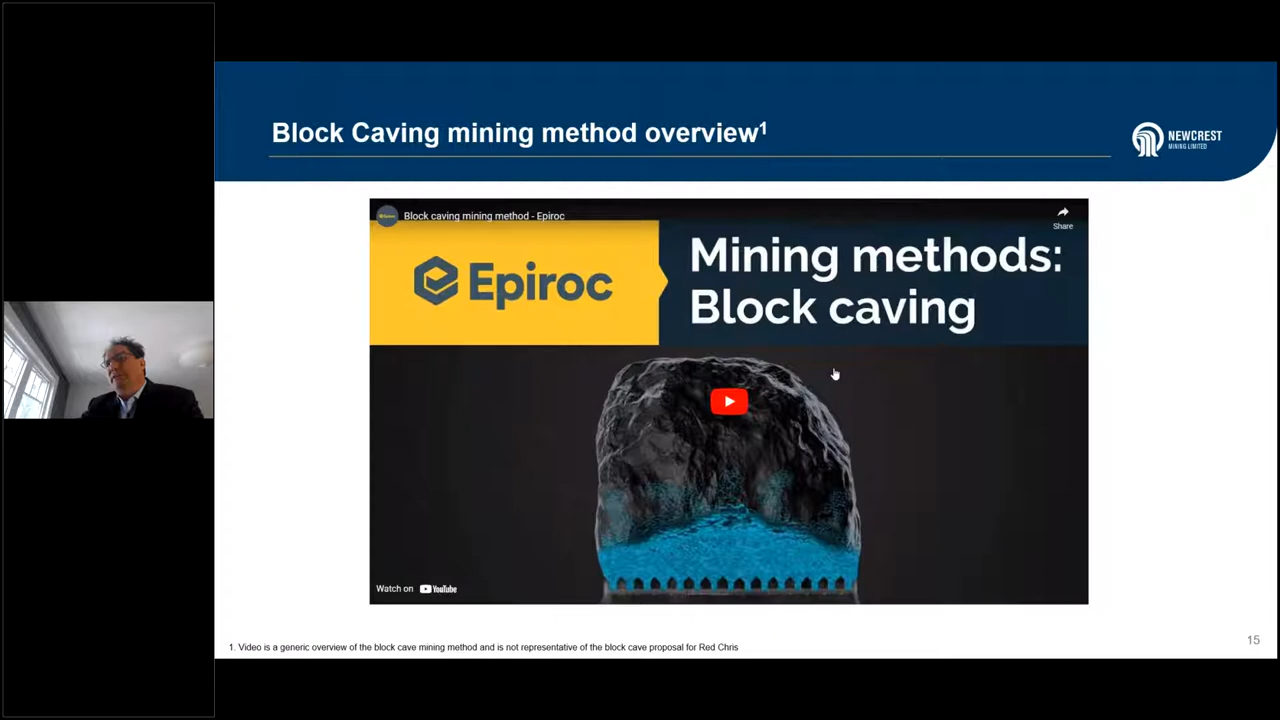 Block Caving mining method overview¹
NEWCREST
MINING LIMITED
Block caving mining method - Epiroc
Share
Epiroc
Mining methods:
Block caving
Watch on YouTube
1. Video is a generic overview of the block cave mining method and is not representative of the block cave proposal for Red Chris
15